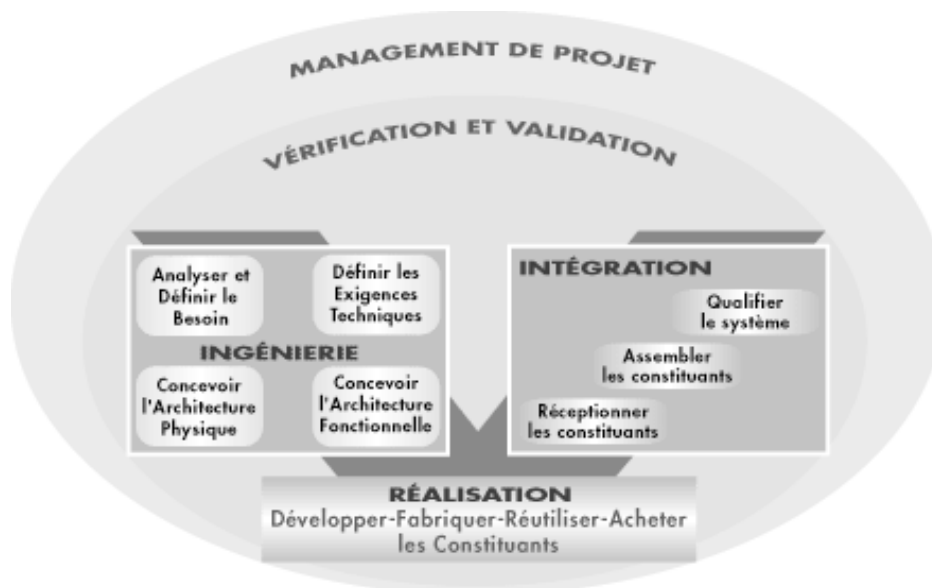 MANAGEMENT DE PROJET
VÉRIFICATION ET VALIDATION
Analyser et
Définir le
Besoin
Définir les
Exigences
Techniques
INGÉNIERIE
Concevoir
l'Architecture
Physique
Concevoir
l'Architecture
Fonctionnelle
INTÉGRATION
Qualifier
le système
Assembler
les constituants
Réceptionner
les constituants
RÉALISATION
Développer-Fabriquer-Réutiliser-Acheter
les Constituants